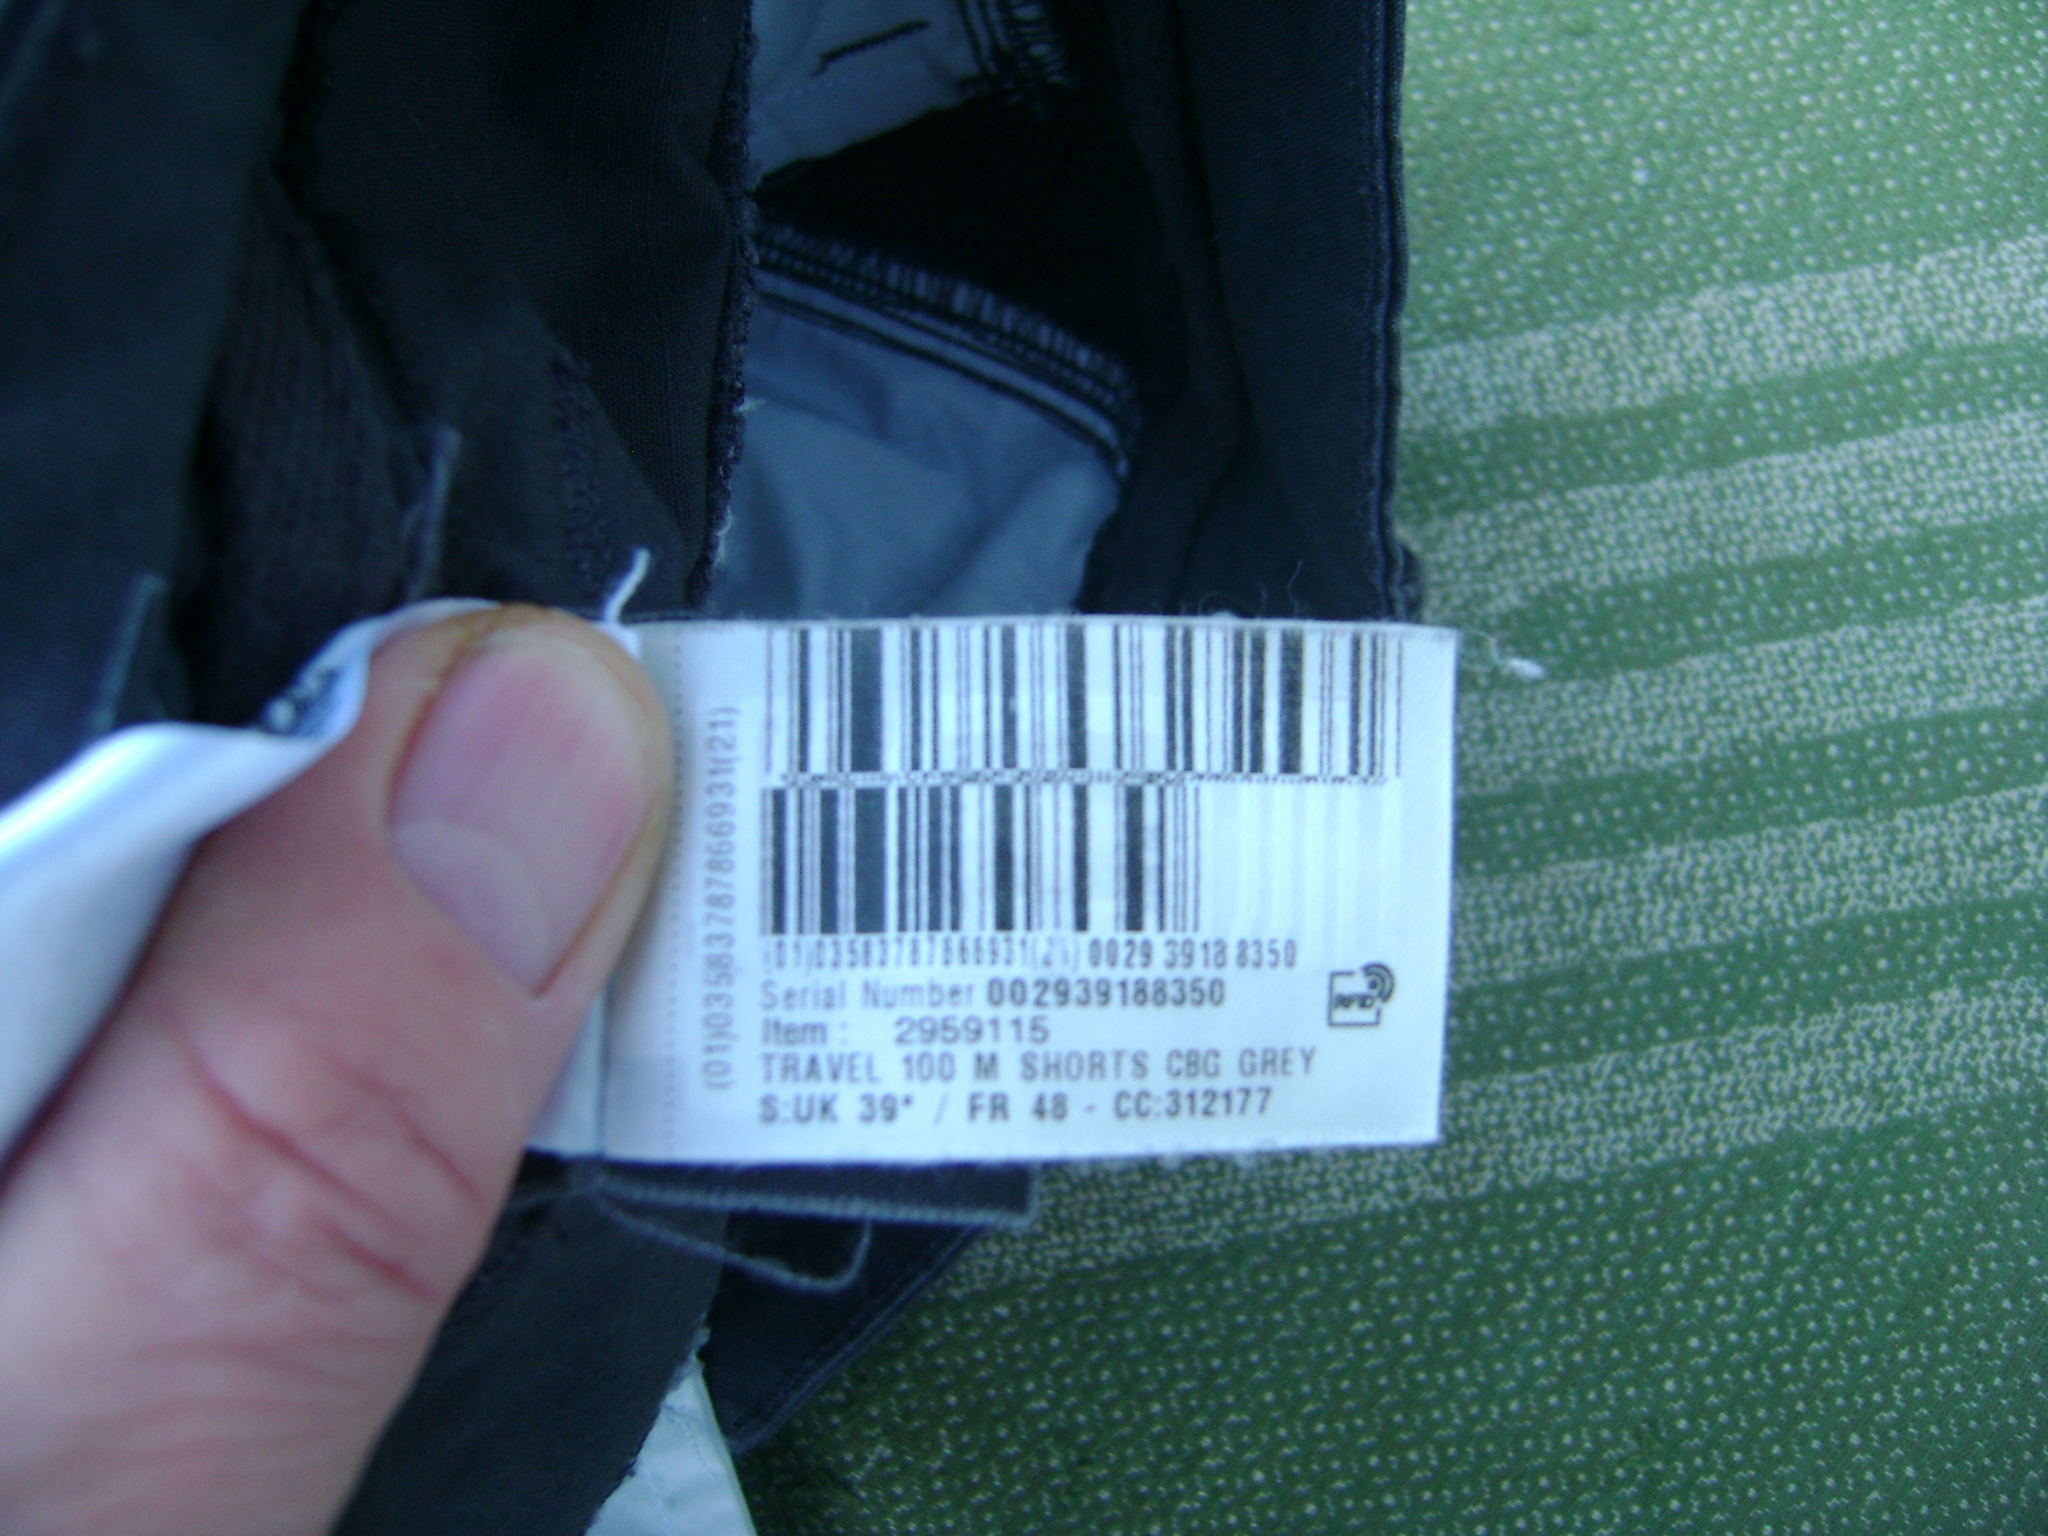 (01)03583787866931(21)
(01)03583787866931(21)0029 3918 8350
Serial Number 002939188350
Item : 2959115
RFID
TRAVEL 100 M SHORTS CBG GREY
S:UK 39" / FR 48 - CC:312177